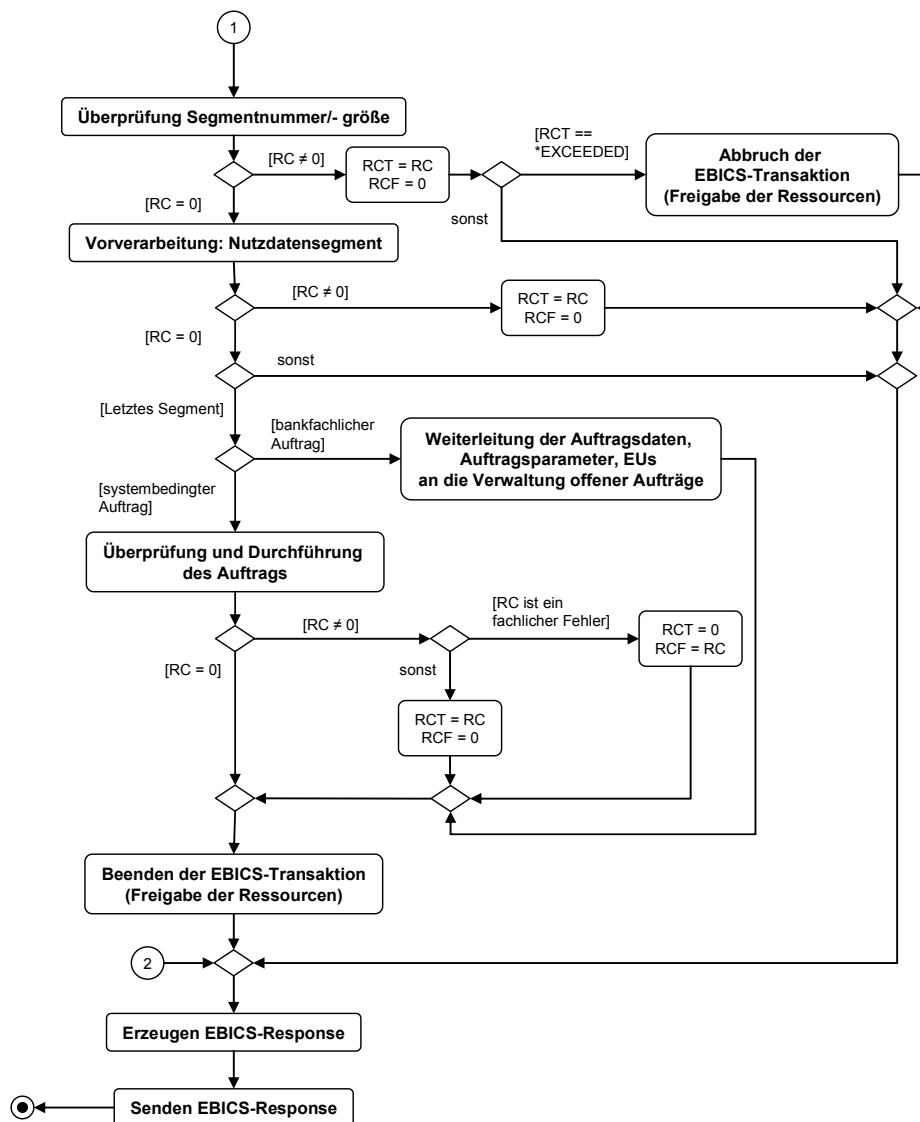 1
Überprüfung Segmentnummer/- größe
[RC ≠ 0]
RCT = RC
RCF = 0
[RCT ==
*EXCEEDED]
Abbruch der
EBICS-Transaktion
(Freigabe der Ressourcen)
[RC = 0]
sonst
Vorverarbeitung: Nutzdatensegment
[RC ≠ 0]
RCT = RC
RCF = 0
[RC = 0]
sonst
[Letztes Segment]
[bankfachlicher
Auftrag]
Weiterleitung der Auftragsdaten,
Auftragsparameter, EUs
an die Verwaltung offener Aufträge
[systembedingter
Auftrag]
Überprüfung und Durchführung
des Auftrags
[RC ≠ 0]
[RC ist ein
fachlicher Fehler]
RCT = 0
RCF = RC
[RC = 0]
sonst
RCT = RC
RCF = 0
Beenden der EBICS-Transaktion
(Freigabe der Ressourcen)
2
Erzeugen EBICS-Response
Senden EBICS-Response